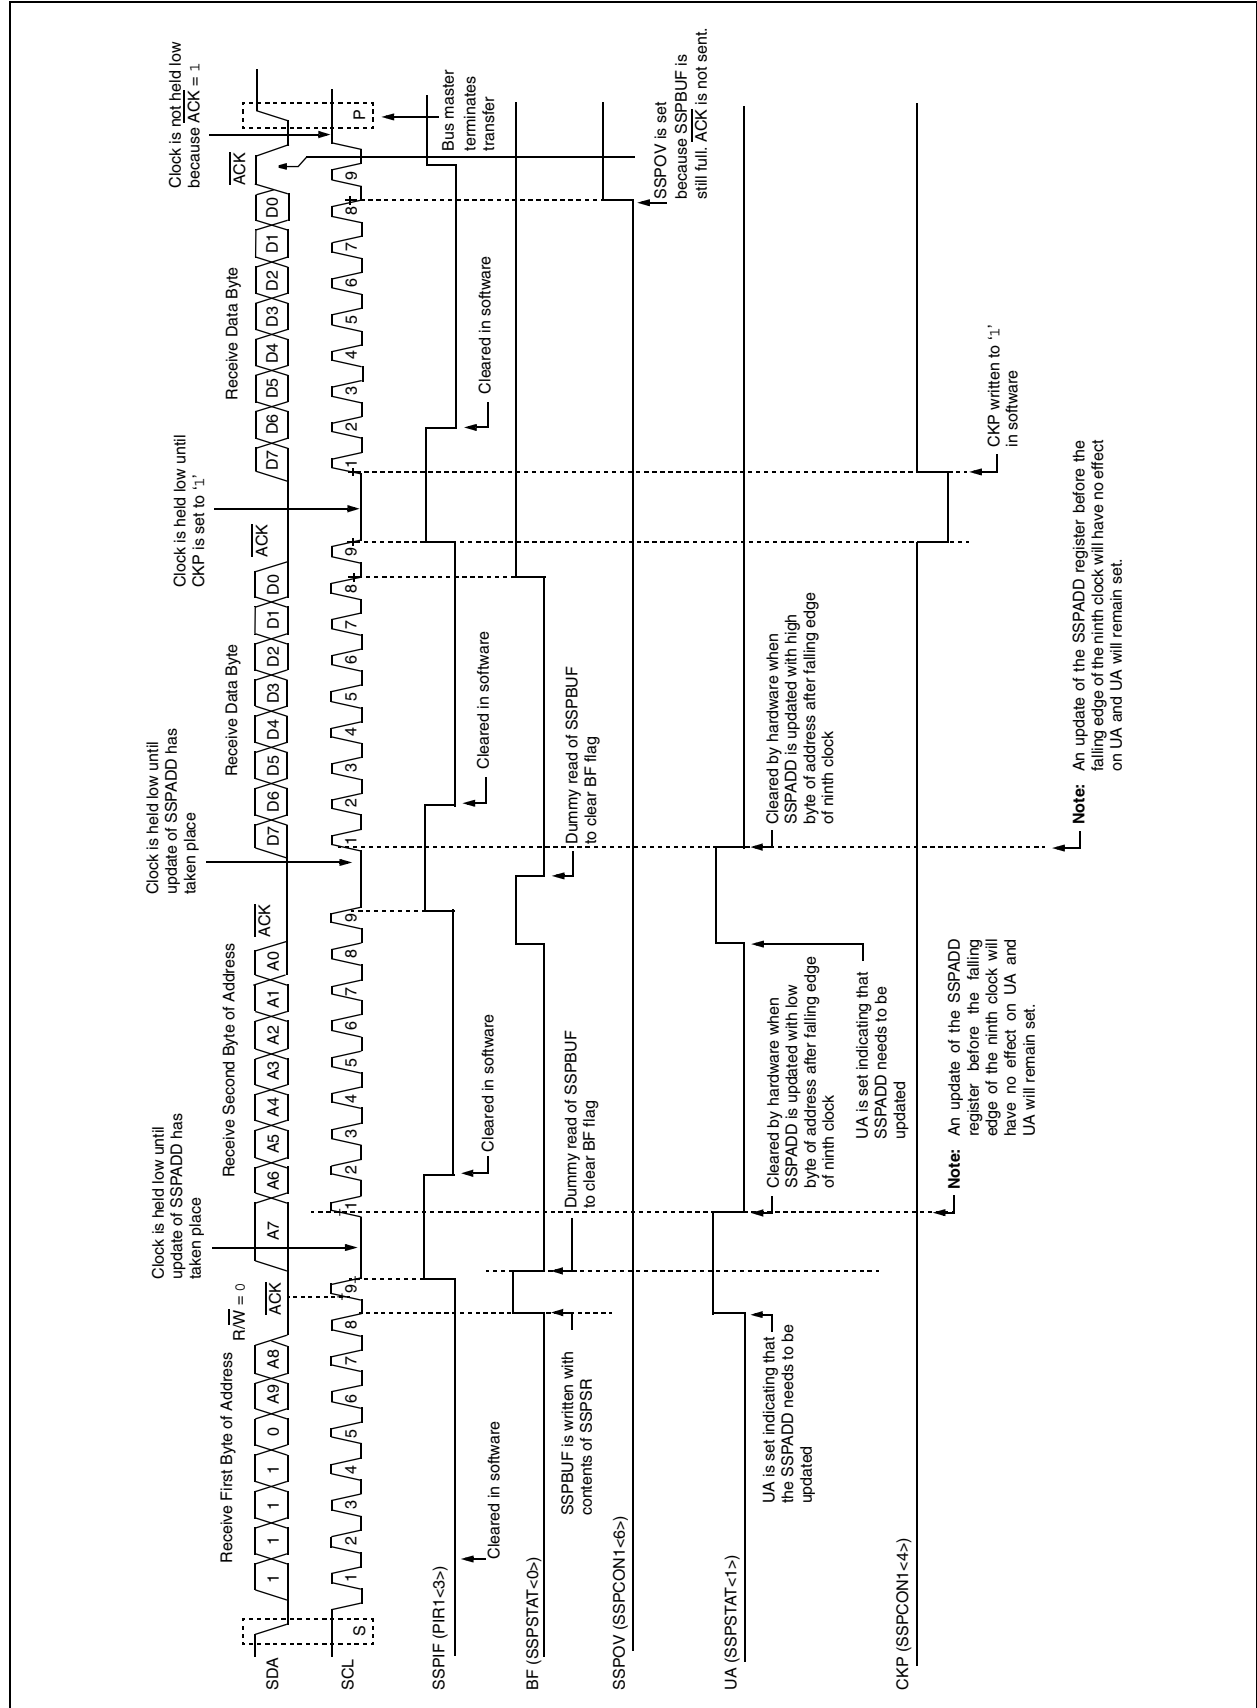 Receive First Byte of Address
R/W = 0
ACK
Clock is held low until
update of SSPADD has
taken place
Receive Second Byte of Address
ACK
Clock is held low until
update of SSPADD has
taken place
Receive Data Byte
ACK
Clock is held low until
CKP is set to ‘1’
Receive Data Byte
ACK
Clock is not held low
because ACK = 1
SDA
1 1 1 1 0 A9 A8
A7 A6 A5 A4 A3 A2 A1 A0
D7 D6 D5 D4 D3 D2 D1 D0
D7 D6 D5 D4 D3 D2 D1 D0
SCL
S
1 2 3 4 5 6 7 8 9
1 2 3 4 5 6 7 8 9
1 2 3 4 5 6 7 8 9
1 2 3 4 5 6 7 8 9
P
Bus master
terminates
transfer
SSPIF (PIR1<3>)
Cleared in software
Cleared in software
Cleared in software
Cleared in software
BF (SSPSTAT<0>)
SSPBUF is written with
contents of SSPSR
Dummy read of SSPBUF
to clear BF flag
Dummy read of SSPBUF
to clear BF flag
SSPOV (SSPCON1<6>)
SSPOV is set
because SSPBUF is
still full. ACK is not sent.
UA (SSPSTAT<1>)
UA is set indicating that
the SSPADD needs to be
updated
Cleared by hardware when
SSPADD is updated with low
byte of address after falling edge
of ninth clock
UA is set indicating that
SSPADD needs to be
updated
Cleared by hardware when
SSPADD is updated with high
byte of address after falling edge
of ninth clock
CKP (SSPCON1<4>)
CKP written to ‘1’
in software
Note: An update of the SSPADD
register before the falling
edge of the ninth clock will
have no effect on UA and
UA will remain set.
Note: An update of the SSPADD register before the
falling edge of the ninth clock will have no effect
on UA and UA will remain set.